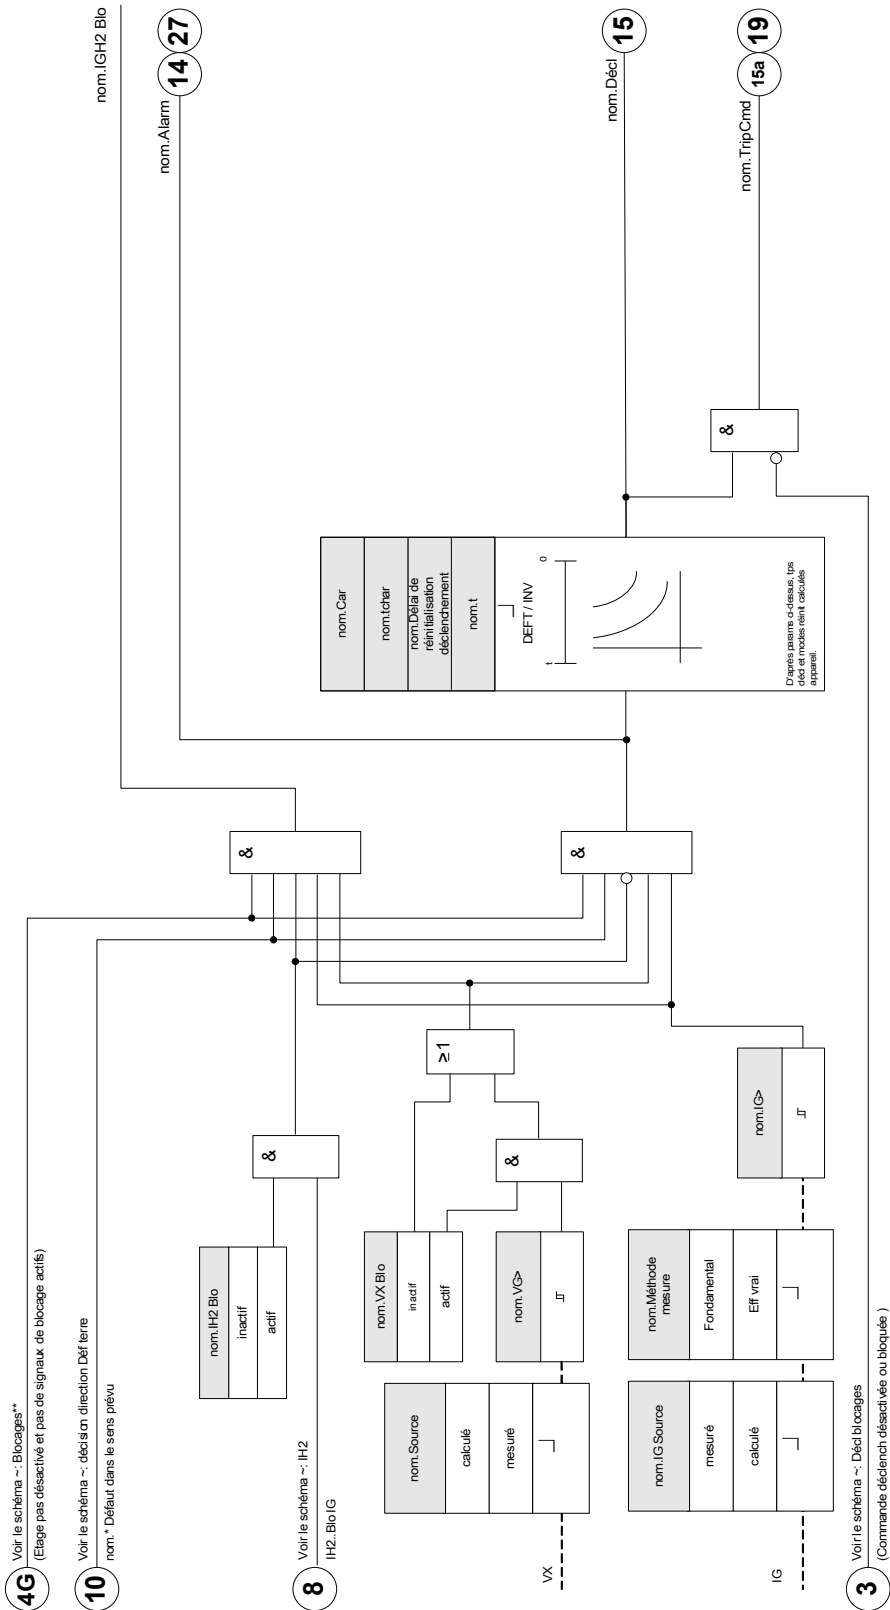 4G
Voir le schéma ~: Blocages**
(Etage pas désactivé et pas de signaux de blocage actifs)
10
Voir le schéma ~: décision direction Déf terre
nom.* Défaut dans le sens prévu
nom.IH2 Blo
inactif
actif
8
Voir le schéma ~: IH2
IH2..Blo IG
&
&
nom.IGH2 Blo
nom.Alarm
14
27
nom.VX Blo
inactif
actif
≥1
&
nom.Source
calculé
mesuré
nom.VG>
VX
&
nom.Car
nom.tchar
nom.Délai de
réinitialisation
déclenchement
nom.t
DEFT / INV
t
0
D'après params ci-dessus, tps
décl et modes réinit calculés
appareil.
nom.Décl
15
nom.IG Source
mesuré
calculé
nom.Méthode
mesure
Fondamental
Eff vrai
nom.IG>
IG
&
nom.TripCmd
15a
19
3
Voir le schéma ~: Décl blocages
(Commande déclench désactivée ou bloquée )